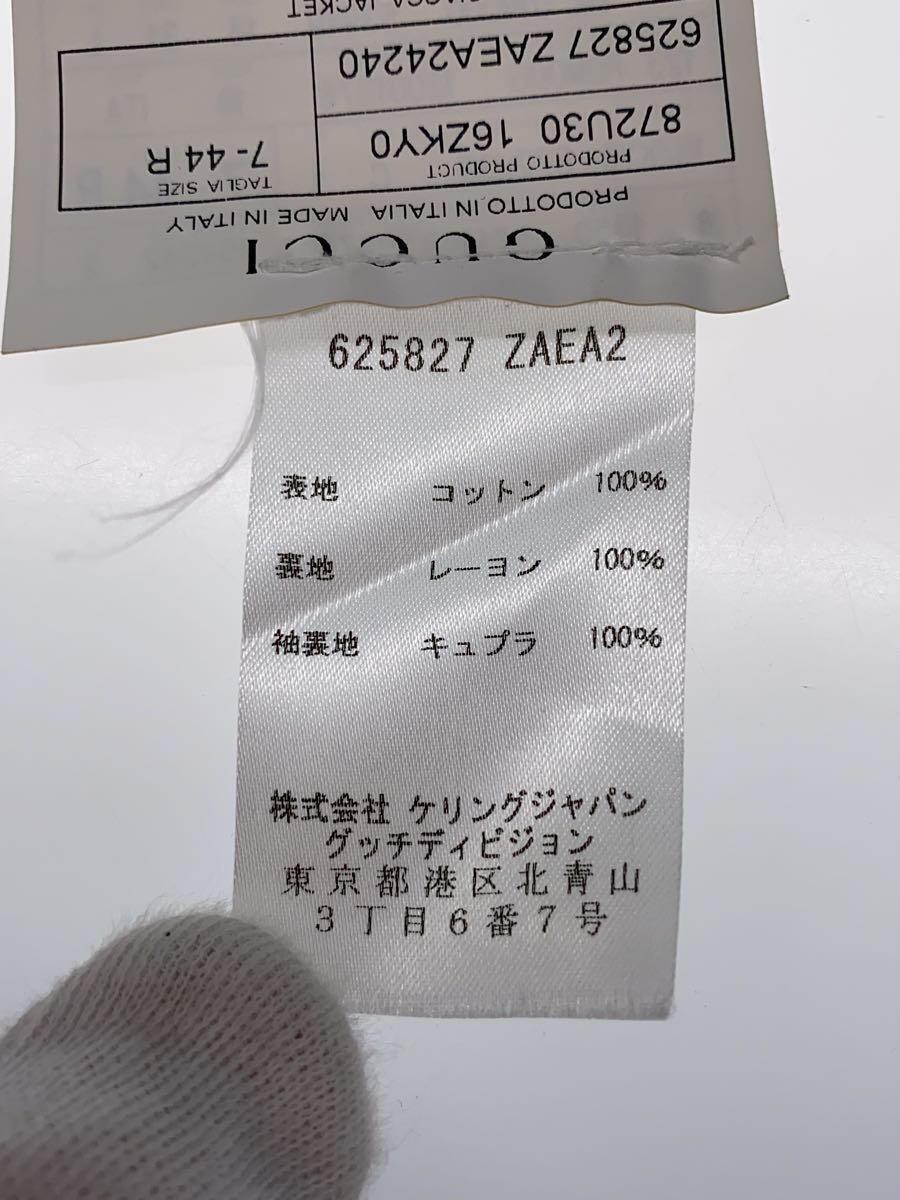 GUCCI
PRODOTTO IN ITALIA MADE IN ITALY
PRODOTTO PRODUCT
872U30 16ZKY0
TAGLIA SIZE
7-44 R
625827 ZAEA24240
JACKET
625827 ZAEA2
表地 コットン 100%
裏地 レーヨン 100%
袖裏地 キュプラ 100%
株式会社 ケリングジャパン
グッチディビジョン
東京都港区北青山
3丁目6番7号